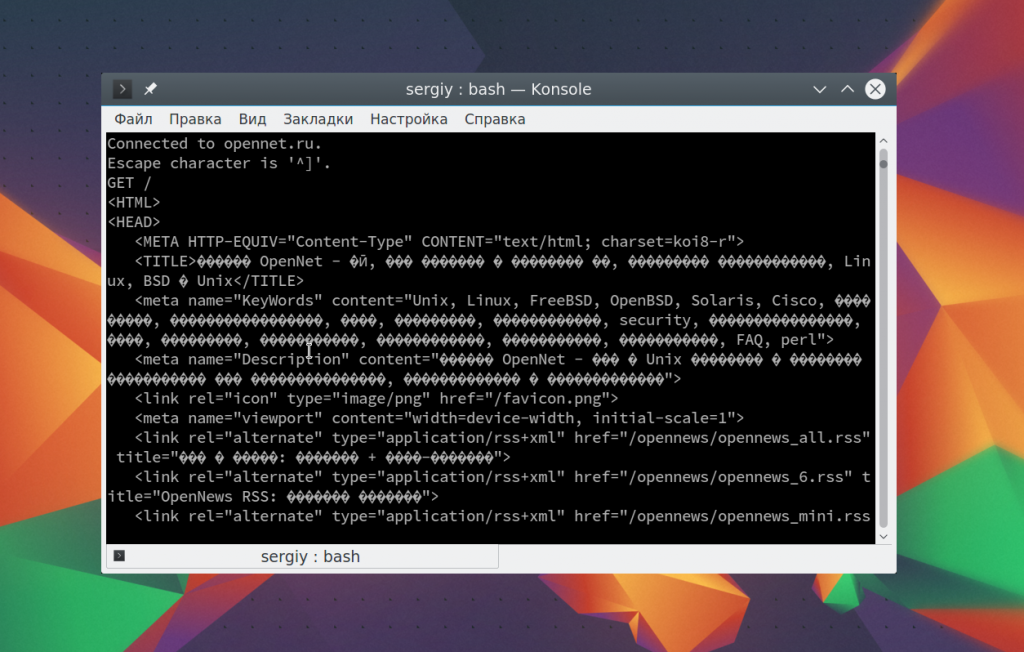 sergiy : bash — Konsole
Файл Правка Вид Закладки Настройка Справка
Connected to opennet.ru.
Escape character is '^]'.
GET /
<HTML>
<HEAD>
<META HTTP-EQUIV="Content-Type" CONTENT="text/html; charset=koi8-r">
<TITLE>������ OpenNet - �Й, ��� ������� � �������� ��, ��������� ������������, Lin
ux, BSD � Unix</TITLE>
<meta name="KeyWords" content="Unix, Linux, FreeBSD, OpenBSD, Solaris, Cisco, ����
�����, �����������������, ����, ���������, ������������, security, ����������������,
����, ���������, �����������, ������������, �����������, �����������, FAQ, perl">
<meta name="Description" content="������ OpenNet - ��� � Unix �������� � ��������
����������� ��� ���������������, ������������� � �������������">
<link rel="icon" type="image/png" href="/favicon.png">
<meta name="viewport" content="width=device-width, initial-scale=1">
<link rel="alternate" type="application/rss+xml" href="/opennews/opennews_all.rss"
title="��� � �����: ������� + ����-�������">
<link rel="alternate" type="application/rss+xml" href="/opennews/opennews_6.rss" t
itle="OpenNews RSS: ������� �������">
<link rel="alternate" type="application/rss+xml" href="/opennews/opennews_mini.rss
sergiy : bash